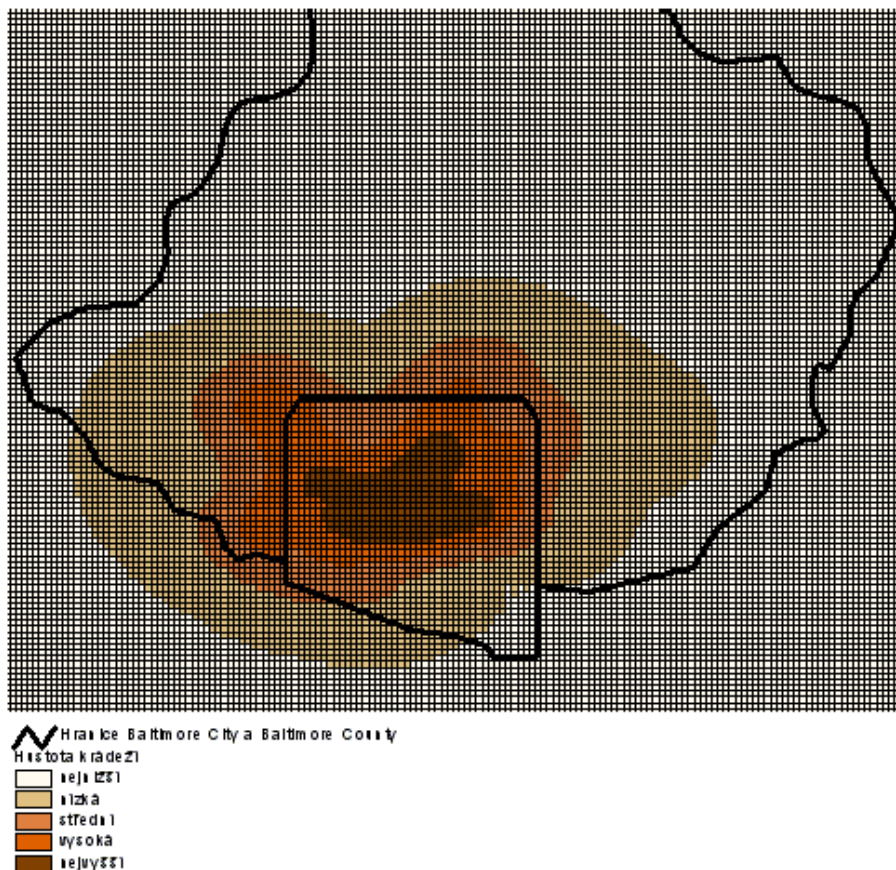 Hranice Baltimore City a Baltimore County
Hustota krádeží
nejnižší
nízká
střední
vysoká
nejvyšší